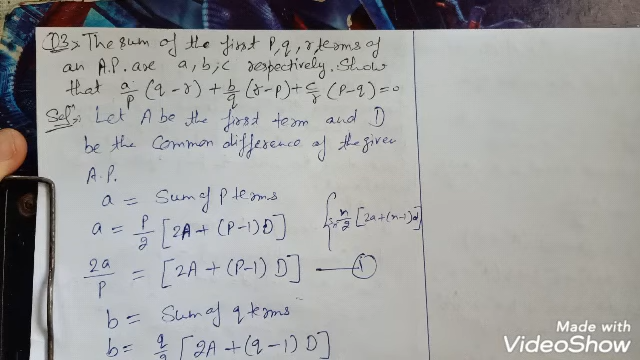 Q3> The sum of the first P, q, r, terms of
an A.P. are a, b, c respectively. Show
that a/p (q-r) + b/q (r-p) + c/r (p-q) = 0
Let A be the first term and D
be the Common difference of the given
A.P.
a = Sum of P terms
a = P/2 [2A + (P-1) D]
n/2 [2a+(n-1)d]
2a/P = [2A + (P-1) D] — 1
b = Sum of q terms
b = q/2 [2A + (q-1) D]
Made with
VideoShow